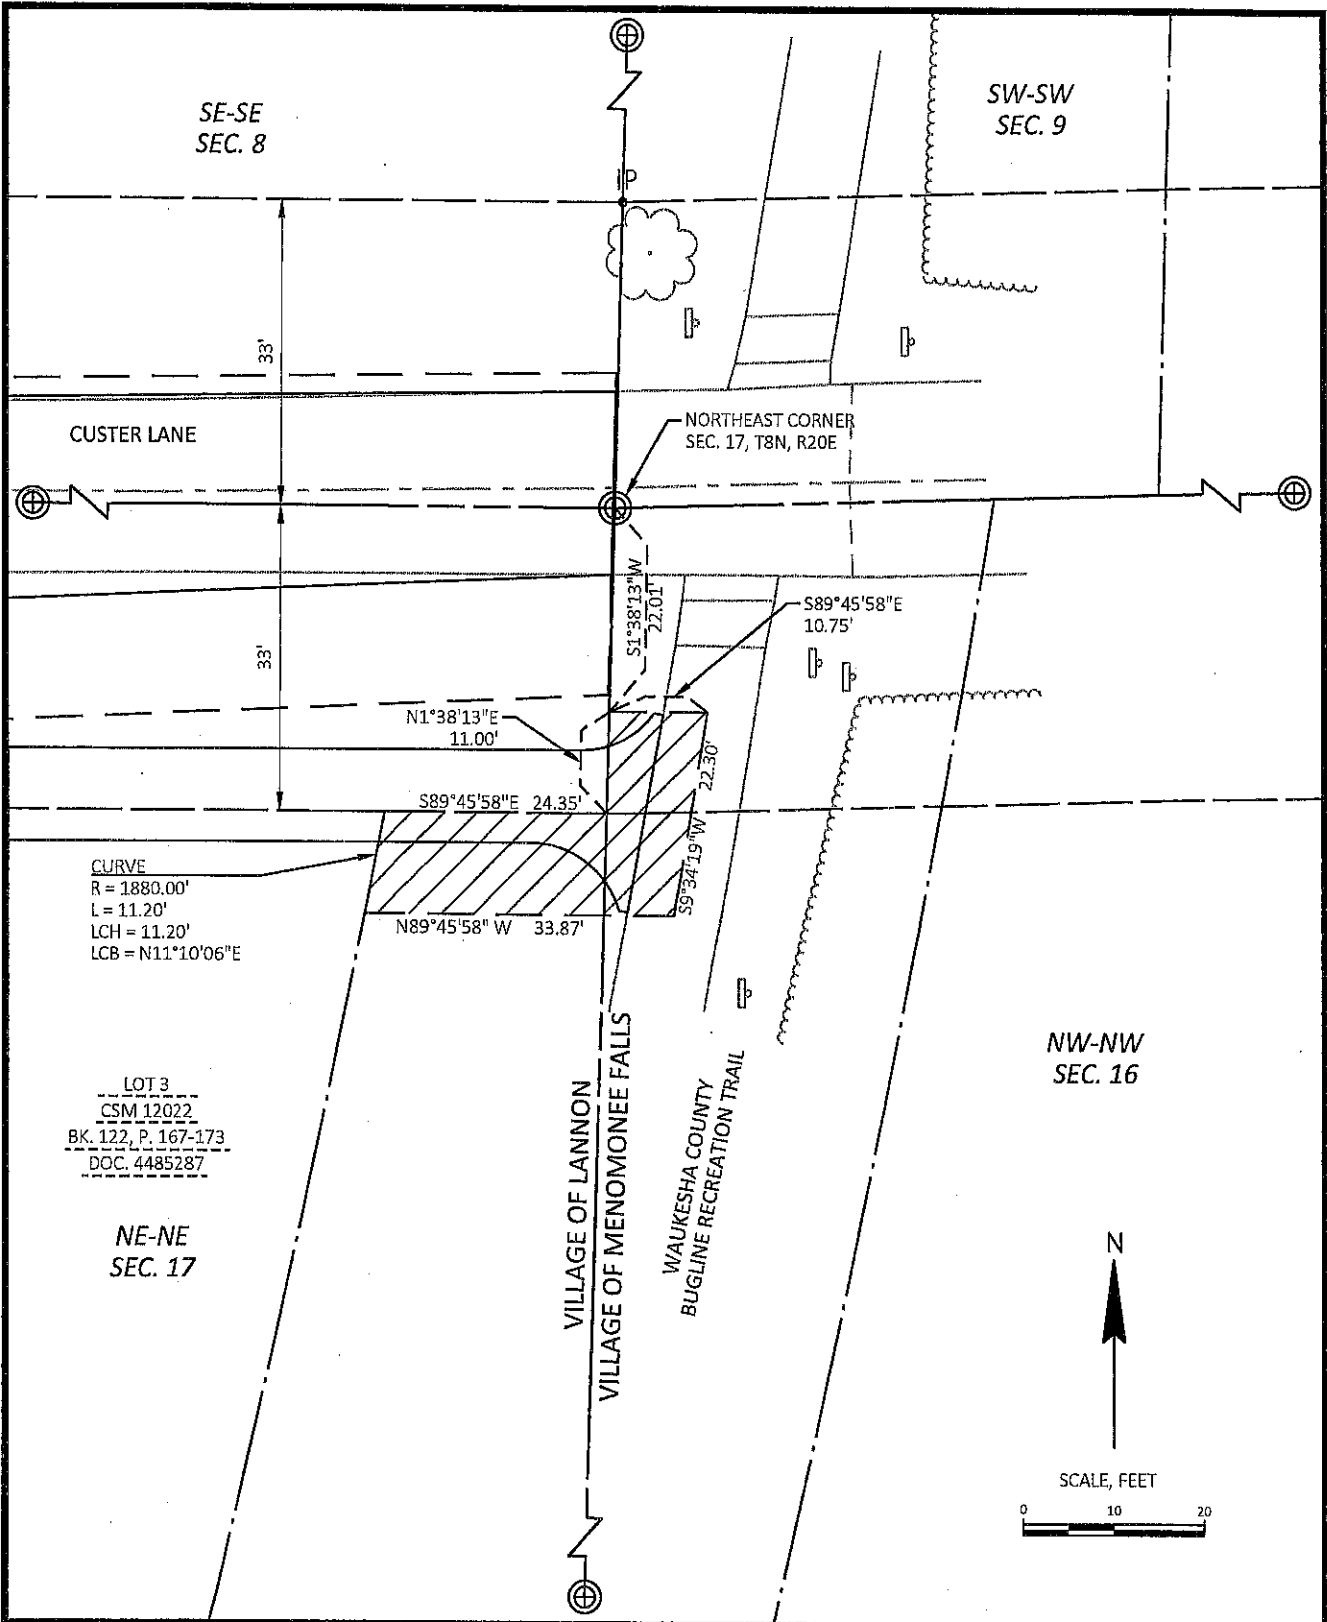 SE-SE
SEC. 8
SW-SW
SEC. 9
IP
33'
CUSTER LANE
NORTHEAST CORNER
SEC. 17, T8N, R20E
33'
S1°38'13"W
22.01'
S89°45'58"E
10.75'
N1°38'13"E
11.00'
22.30'
S9°34'19"W
S89°45'58"E 24.35'
CURVE
R = 1880.00'
L = 11.20'
LCH = 11.20'
LCB = N11°10'06"E
N89°45'58" W 33.87'
LOT 3
CSM 12022
BK. 122, P. 167-173
DOC. 4485287
NE-NE
SEC. 17
VILLAGE OF LANNON
VILLAGE OF MENOMONEE FALLS
WAUKESHA COUNTY
BUGLINE RECREATION TRAIL
NW-NW
SEC. 16
N
SCALE, FEET
0 10 20